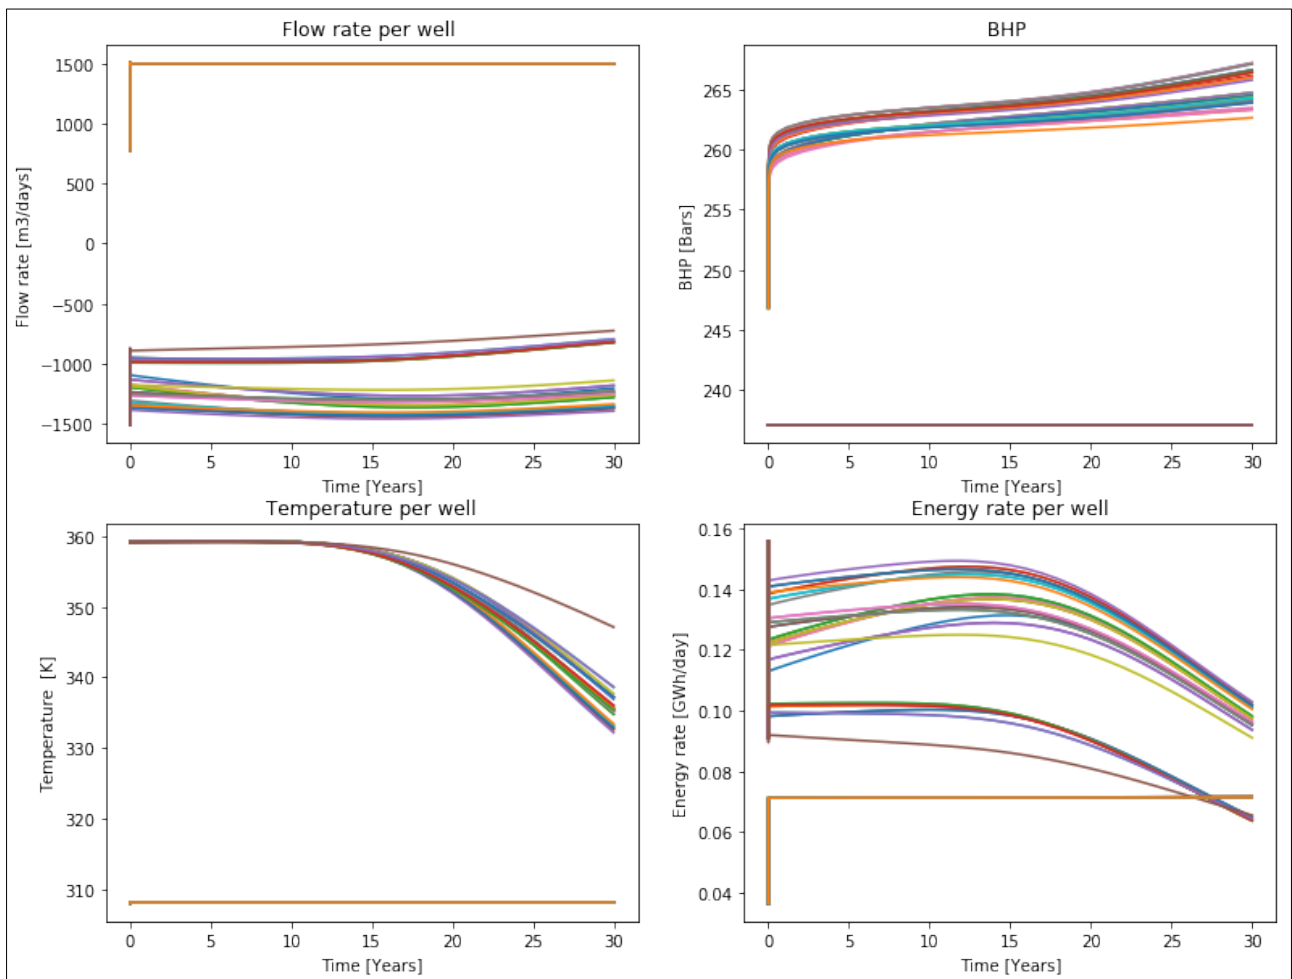 Flow rate per well
Flow rate [m3/days]
1500
1000
500
0
−500
−1000
−1500
0 5 10 15 20 25 30
Time [Years]
BHP
BHP [Bars]
265
260
255
250
245
240
0 5 10 15 20 25 30
Time [Years]
Temperature per well
Temperature [K]
360
350
340
330
320
310
0 5 10 15 20 25 30
Time [Years]
Energy rate per well
Energy rate [GWh/day]
0.16
0.14
0.12
0.10
0.08
0.06
0.04
0 5 10 15 20 25 30
Time [Years]